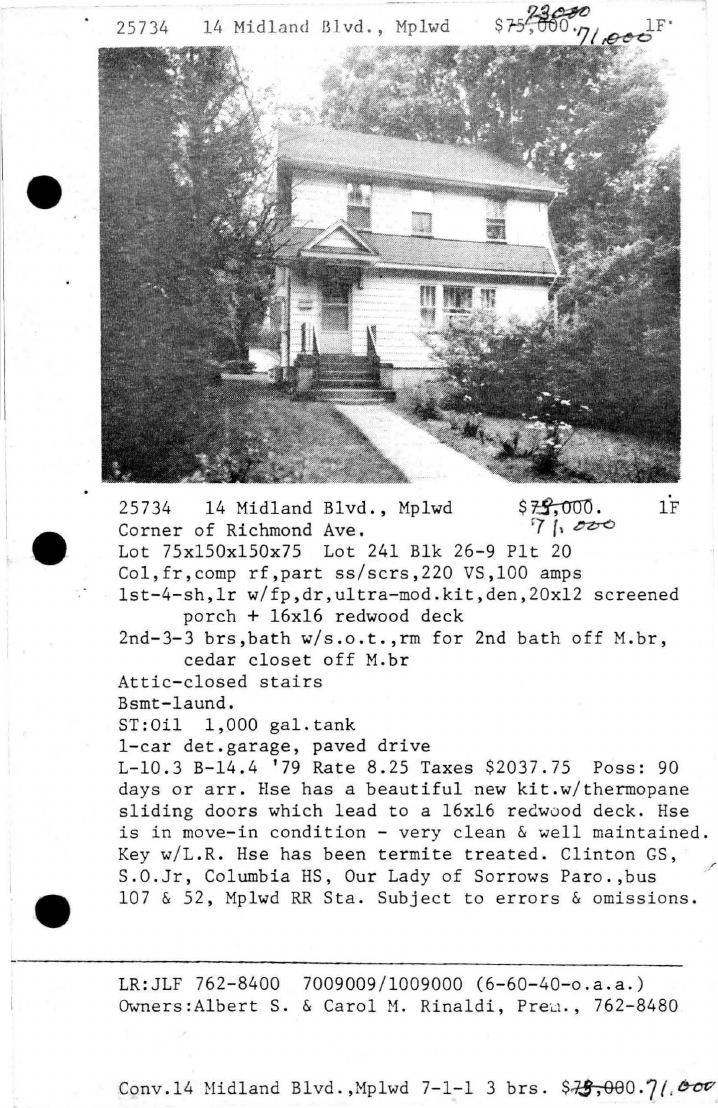 25734 14 Midland Blvd., Mplwd $75,000. 73000 71,000 1F
25734 14 Midland Blvd., Mplwd $75,000. 1F
Corner of Richmond Ave. 71,000
Lot 75x150x150x75 Lot 241 Blk 26-9 Plt 20
Col,fr,comp rf,part ss/scrs,220 VS,100 amps
1st-4-sh,lr w/fp,dr,ultra-mod.kit,den,20x12 screened
porch + 16x16 redwood deck
2nd-3-3 brs,bath w/s.o.t.,rm for 2nd bath off M.br,
cedar closet off M.br
Attic-closed stairs
Bsmt-laund.
ST:Oil 1,000 gal.tank
1-car det.garage, paved drive
L-10.3 B-14.4 '79 Rate 8.25 Taxes $2037.75 Poss: 90
days or arr. Hse has a beautiful new kit.w/thermopane
sliding doors which lead to a 16x16 redwood deck. Hse
is in move-in condition - very clean & well maintained.
Key w/L.R. Hse has been termite treated. Clinton GS,
S.O.Jr, Columbia HS, Our Lady of Sorrows Paro.,bus
107 & 52, Mplwd RR Sta. Subject to errors & omissions.
LR:JLF 762-8400 7009009/1009000 (6-60-40-o.a.a.)
Owners:Albert S. & Carol M. Rinaldi, Prem., 762-8480
Conv.14 Midland Blvd.,Mplwd 7-1-1 3 brs. $75,000. 71,000